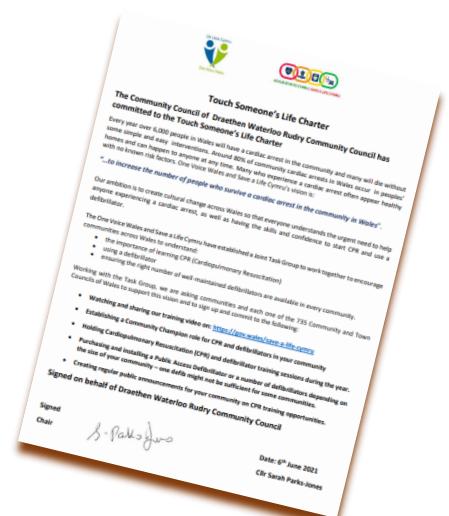 Un Llais Cymru
One Voice Wales
Touch Someone's Life Charter
The Community Council of Draethen Waterloo Rudry Community Council has
committed to the Touch Someone's Life Charter
Every year over 6,000 people in Wales will have a cardiac arrest in the community and many will die without
some simple and easy interventions. Around 80% of community cardiac arrests in Wales occur in peoples'
homes and can happen to anyone at any time. Many who experience a cardiac arrest often appear healthy
with no known risk factors. One Voice Wales and Save a Life Cymru's vision is:
"...to increase the number of people who survive a cardiac arrest in the community in Wales".
Our ambition is to create cultural change across Wales so that everyone understands the urgent need to help
anyone experiencing a cardiac arrest, as well as having the skills and confidence to start CPR and use a
defibrillator.
The One Voice Wales and Save a Life Cymru have established a Joint Task Group to work together to encourage
communities across Wales to understand:
• the importance of learning CPR (Cardiopulmonary Resuscitation)
• using a defibrillator
• ensuring the right number of well-maintained defibrillators are available in every community.
Working with the Task Group, we are asking communities and each one of the 735 Community and Town
Councils of Wales to support this vision and to sign up and commit to the following:
• Watching and sharing our training video on: https://gov.wales/save-a-life-cymru
• Establishing a Community Champion role for CPR and defibrillators in your community
• Holding Cardiopulmonary Resuscitation (CPR) and defibrillator training sessions during the year.
• Purchasing and installing a Public Access Defibrillator or a number of defibrillators depending on
the size of your community – one defib might not be sufficient for some communities.
• Creating regular public announcements for your community on CPR training opportunities.
Signed on behalf of Draethen Waterloo Rudry Community Council
Signed
S-Parks Jones
Chair
Date: 6th June 2021
Cllr Sarah Parks-Jones